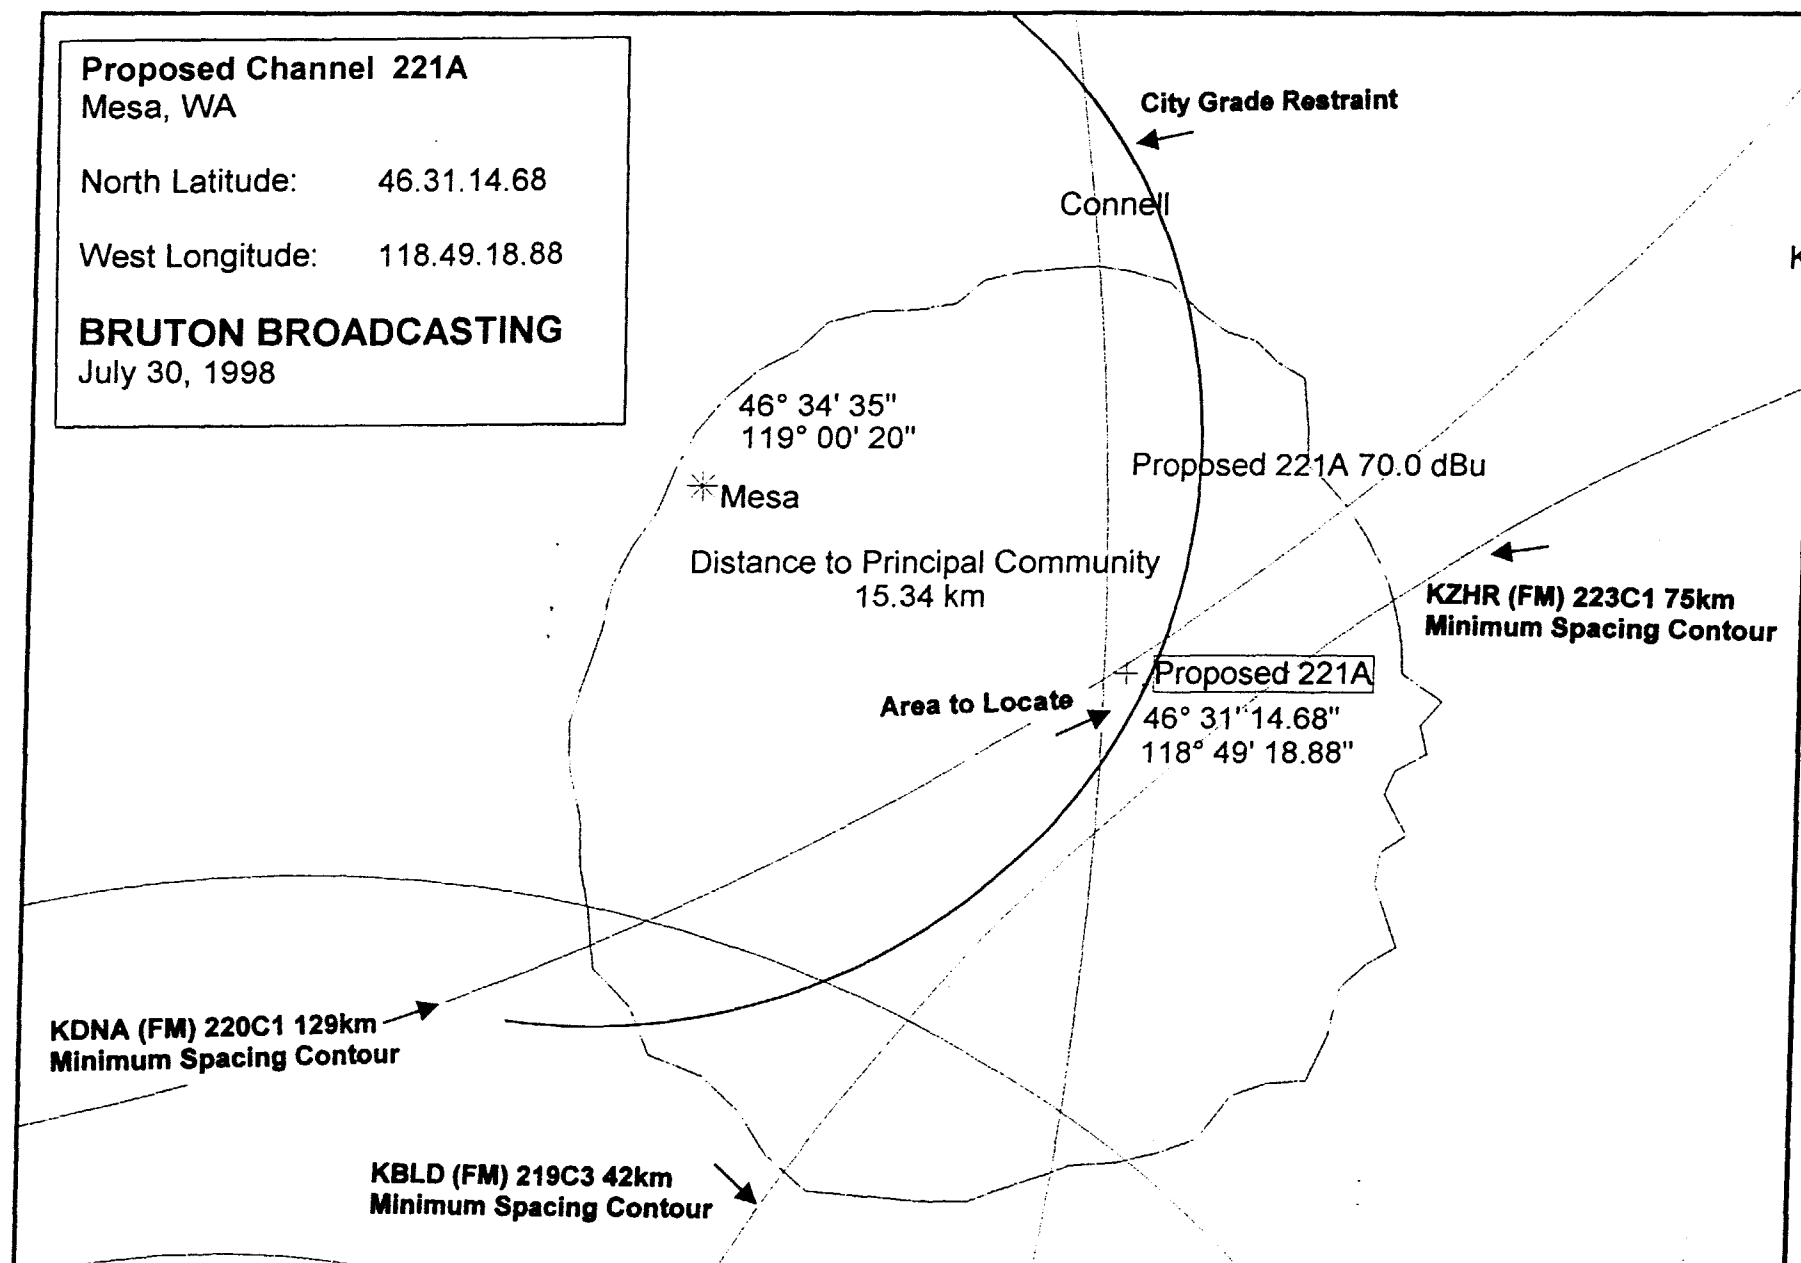 Proposed Channel 221A
Mesa, WA
North Latitude: 46.31.14.68
West Longitude: 118.49.18.88
BRUTON BROADCASTING
July 30, 1998
City Grade Restraint
Connell
K
46° 34' 35"
119° 00' 20"
Mesa
Proposed 221A 70.0 dBu
Distance to Principal Community
15.34 km
KZHR (FM) 223C1 75km
Minimum Spacing Contour
Proposed 221A
Area to Locate
46° 31' 14.68"
118° 49' 18.88"
KDNA (FM) 220C1 129km
Minimum Spacing Contour
KBLD (FM) 219C3 42km
Minimum Spacing Contour